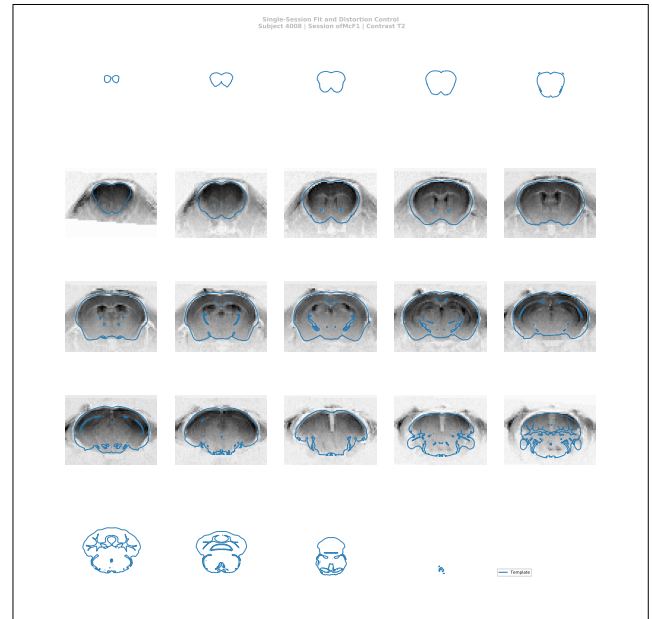 Single-Session Fit and Distortion Control
Subject 4008 | Session ofMcF1 | Contrast T2
Template